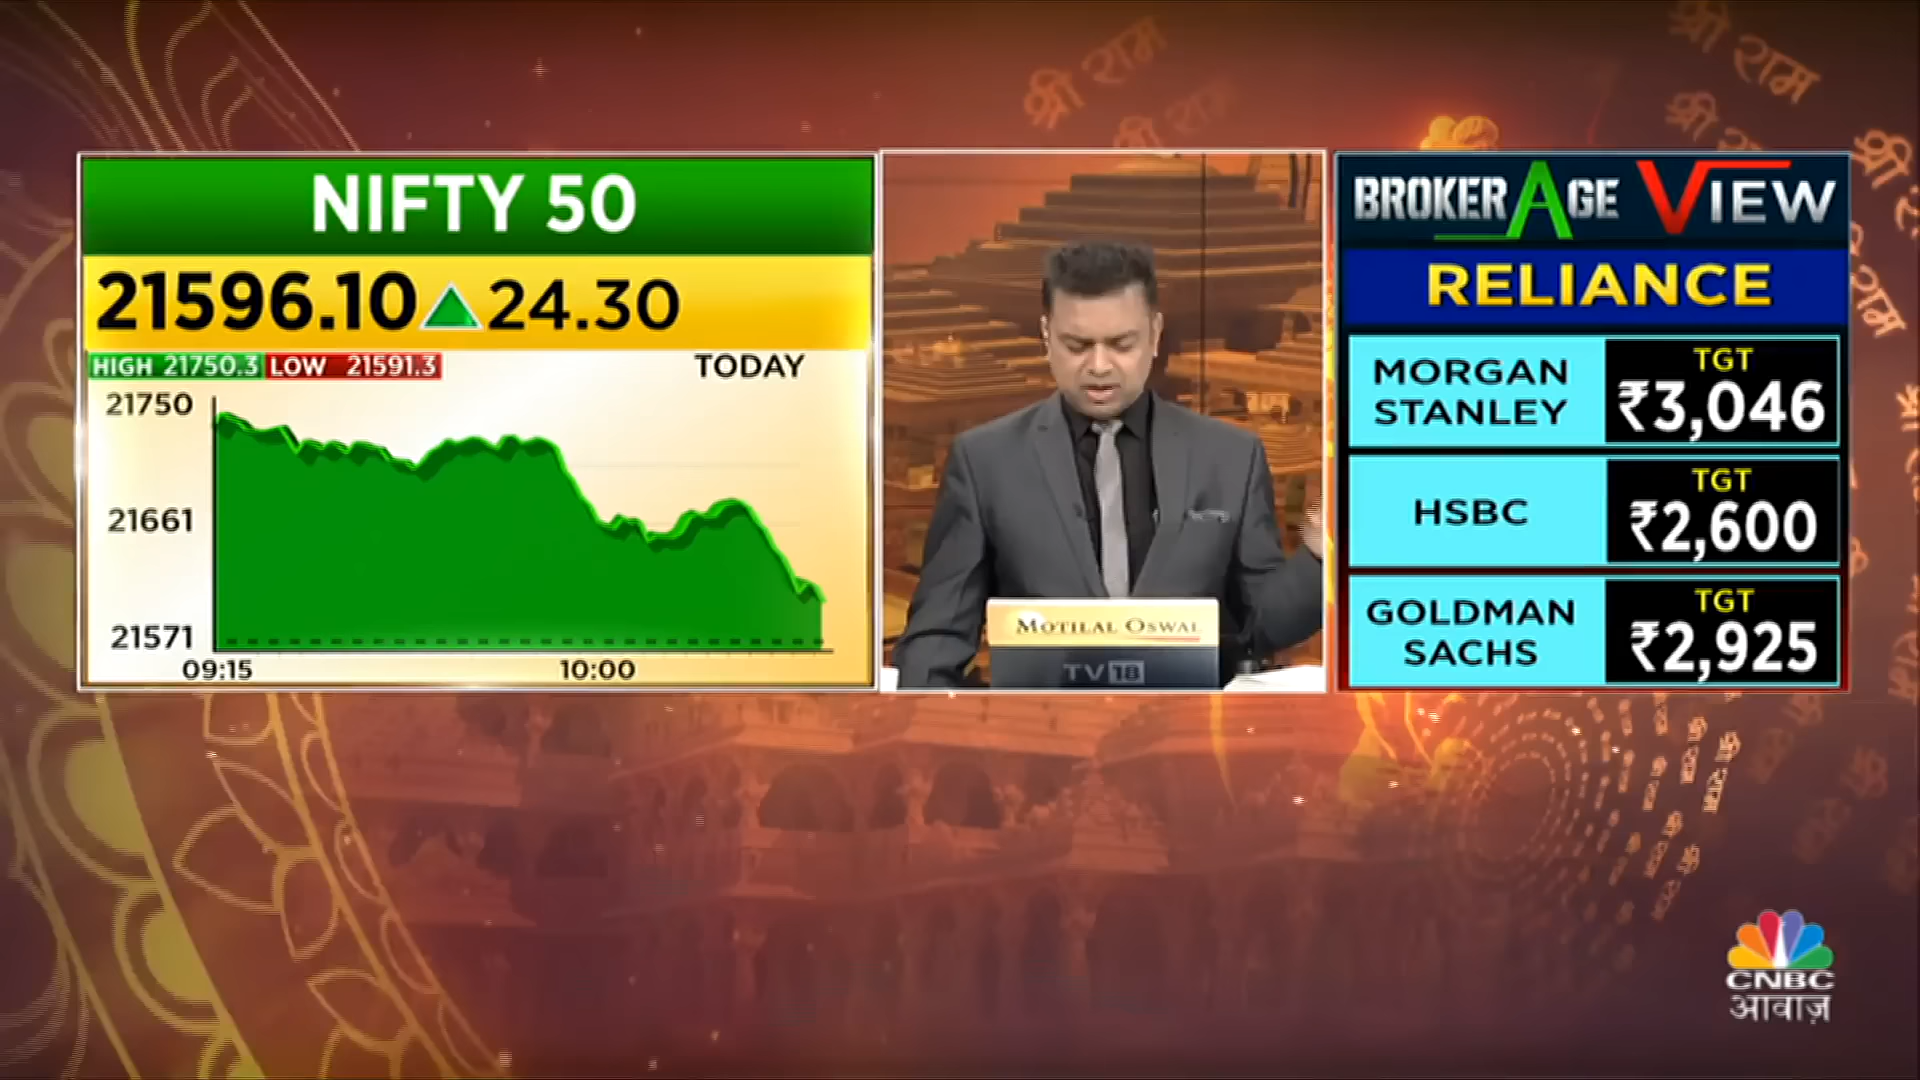 श्री राम
श्री राम
श्री राम
NIFTY 50
21596.10 24.30
HIGH 21750.3 LOW 21591.3
TODAY
21750
21661
21571
09:15 10:00
MOTILAL OSWAL
TV18
BROKERAGE VIEW
RELIANCE
MORGAN
STANLEY
TGT
₹3,046
HSBC
TGT
₹2,600
GOLDMAN
SACHS
TGT
₹2,925
CNBC
आवाज़